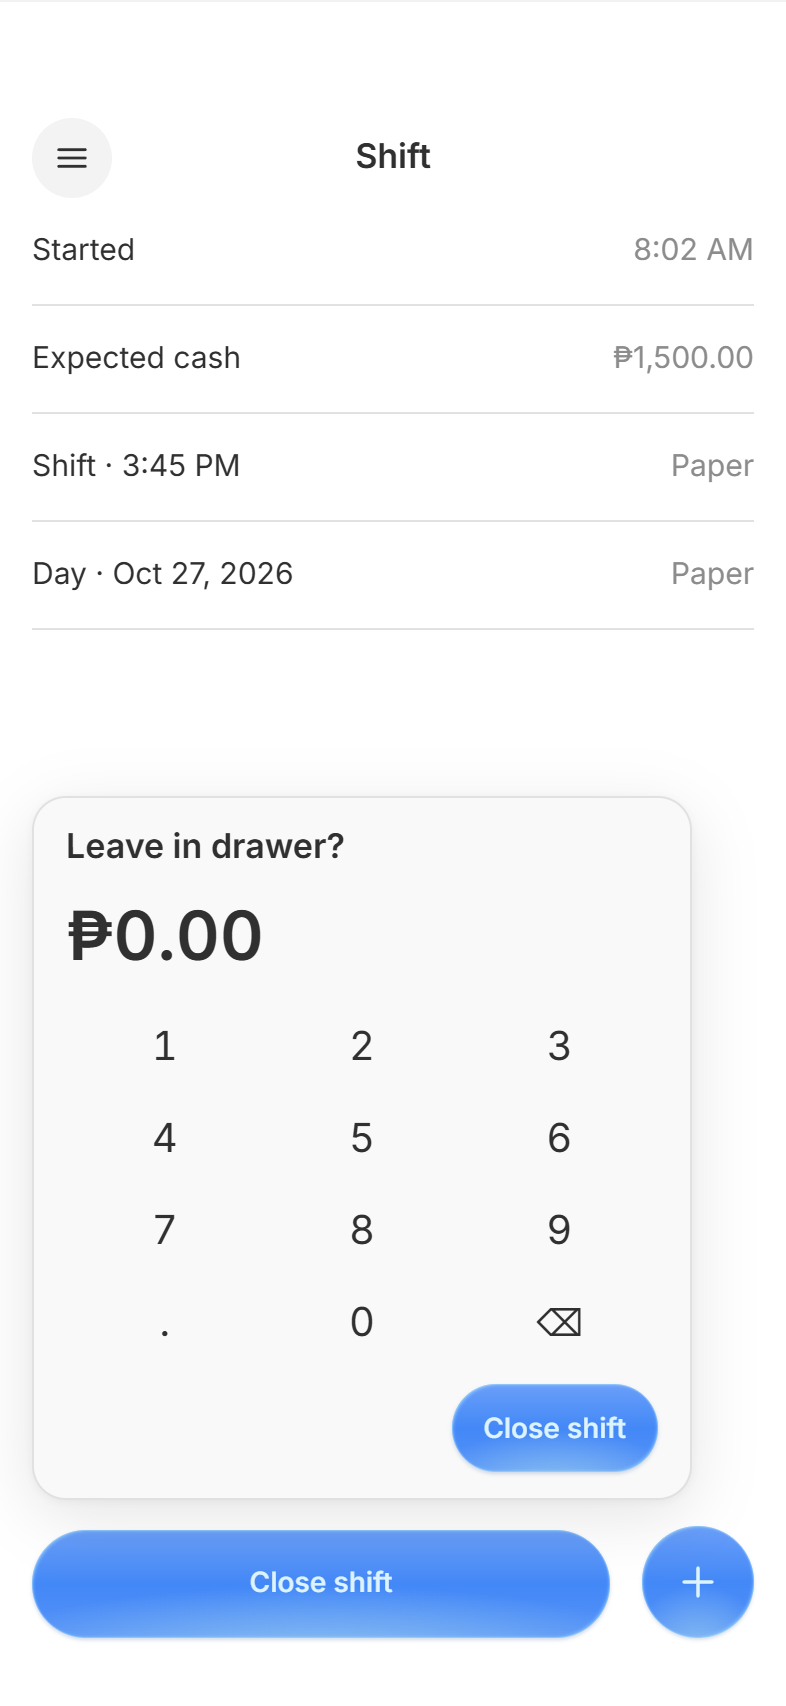 Shift
Started 8:02 AM
Expected cash ₱1,500.00
Shift · 3:45 PM Paper
Day · Oct 27, 2026 Paper
Leave in drawer?
₱0.00
1 2 3
4 5 6
7 8 9
. 0 ⌫
Close shift
Close shift